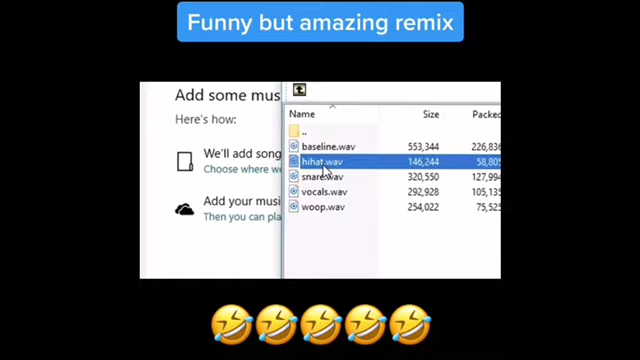 Funny but amazing remix
Add some mus
Here's how:
We'll add song
Choose where we
Add your musi
Then you can pla
Name Size Packed
..
baseline.wav 553,344 226,836
hihat.wav 146,244 58,805
snare.wav 320,550 127,994
vocals.wav 292,928 105,135
woop.wav 254,022 75,525
🤣🤣🤣🤣🤣